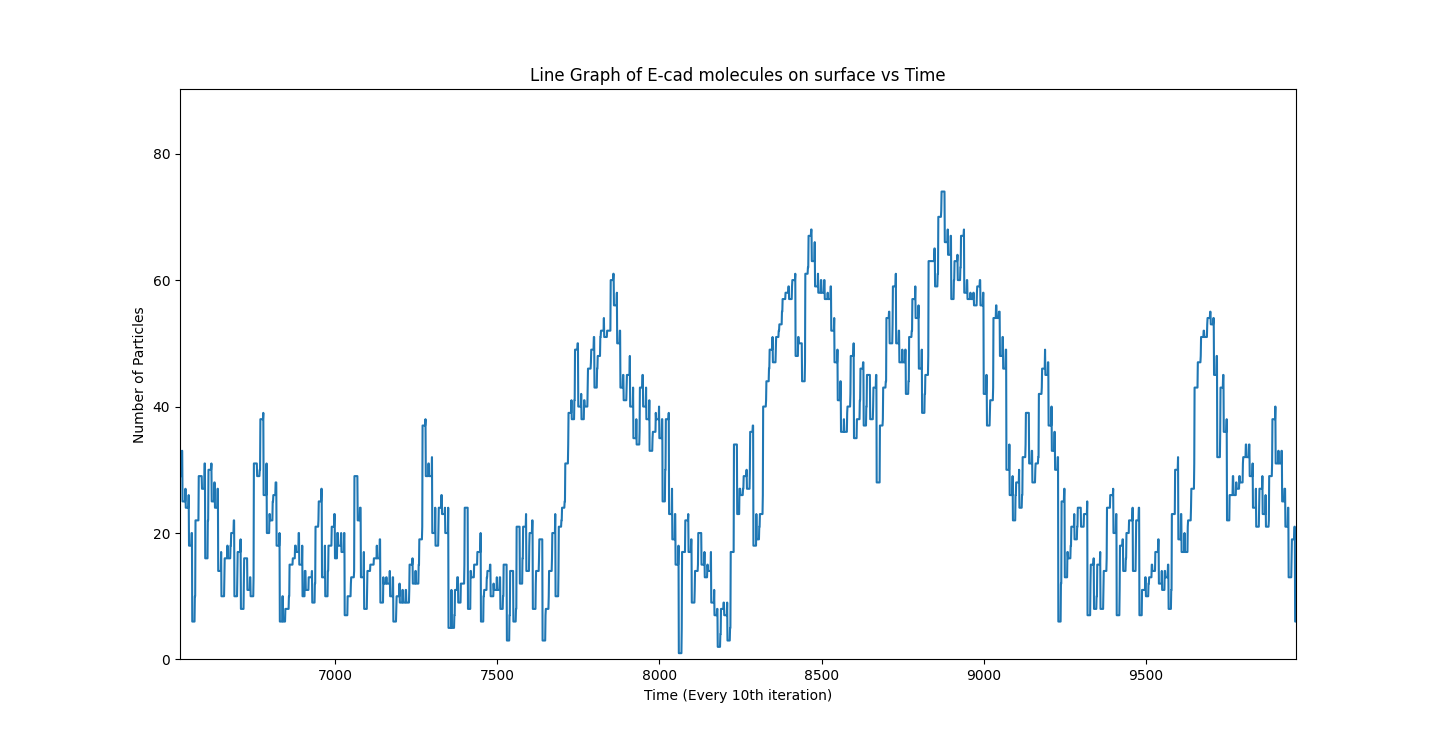 Line Graph of E-cad molecules on surface vs Time
80
60
40
20
0
Number of Particles
7000 7500 8000 8500 9000 9500
Time (Every 10th iteration)